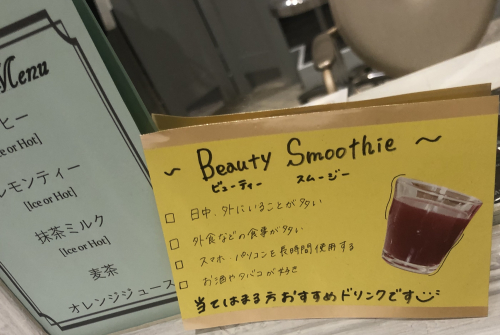 Menu
ーヒー
[Ice or Hot]
レモンティー
[Ice or Hot]
抹茶ミルク
[Ice or Hot]
麦茶
オレンジジュース
~ Beauty Smoothie ~
ビューティー スムージー
□ 日中、外にいることが多い
□ 外食などの食事が多い
□ スマホ・パソコンを長時間使用する
□ お酒やタバコが好き
当てはまる方おすすめドリンクです